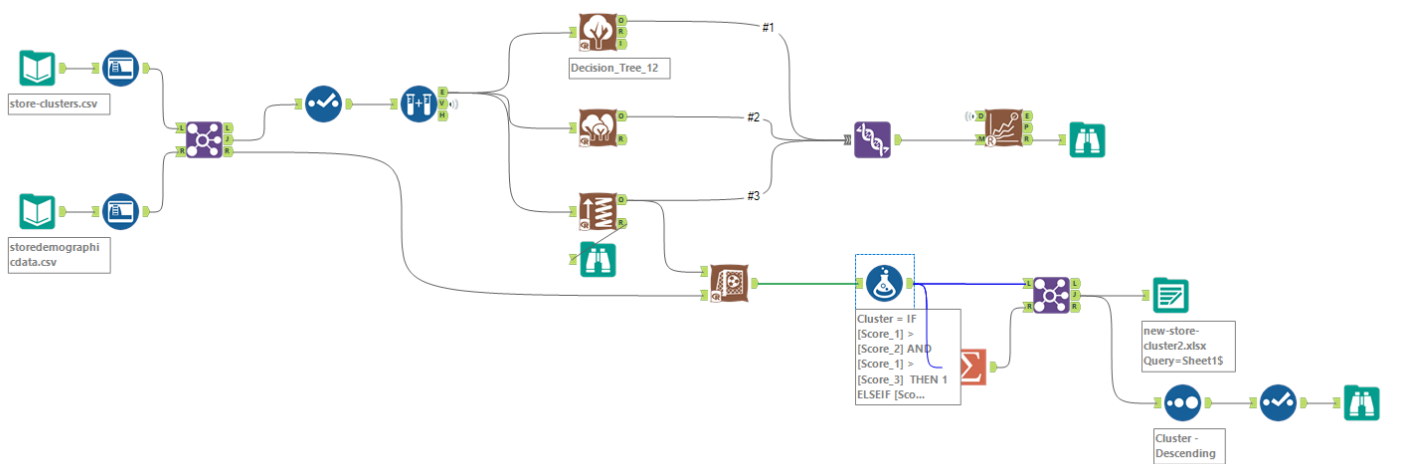 #1
Decision_Tree_12
store-clusters.csv
#2
#3
storedemographi
cdata.csv
Cluster = IF
[Score_1] >
[Score_2] AND
[Score_1] >
[Score_3] THEN 1
ELSEIF [Sco...
new-store-
cluster2.xlsx
Query=Sheet1$
Cluster -
Descending
L
R
L
J
R
E
V
H
O
R
I
O
R
O
R
D
M
E
P
R
R
L
R
L
J
R